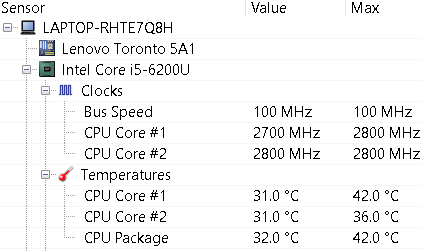 Sensor Value Max
LAPTOP-RHTE7Q8H
Lenovo Toronto 5A1
Intel Core i5-6200U
Clocks
Bus Speed 100 MHz 100 MHz
CPU Core #1 2700 MHz 2800 MHz
CPU Core #2 2800 MHz 2800 MHz
Temperatures
CPU Core #1 31.0 °C 42.0 °C
CPU Core #2 31.0 °C 36.0 °C
CPU Package 32.0 °C 42.0 °C